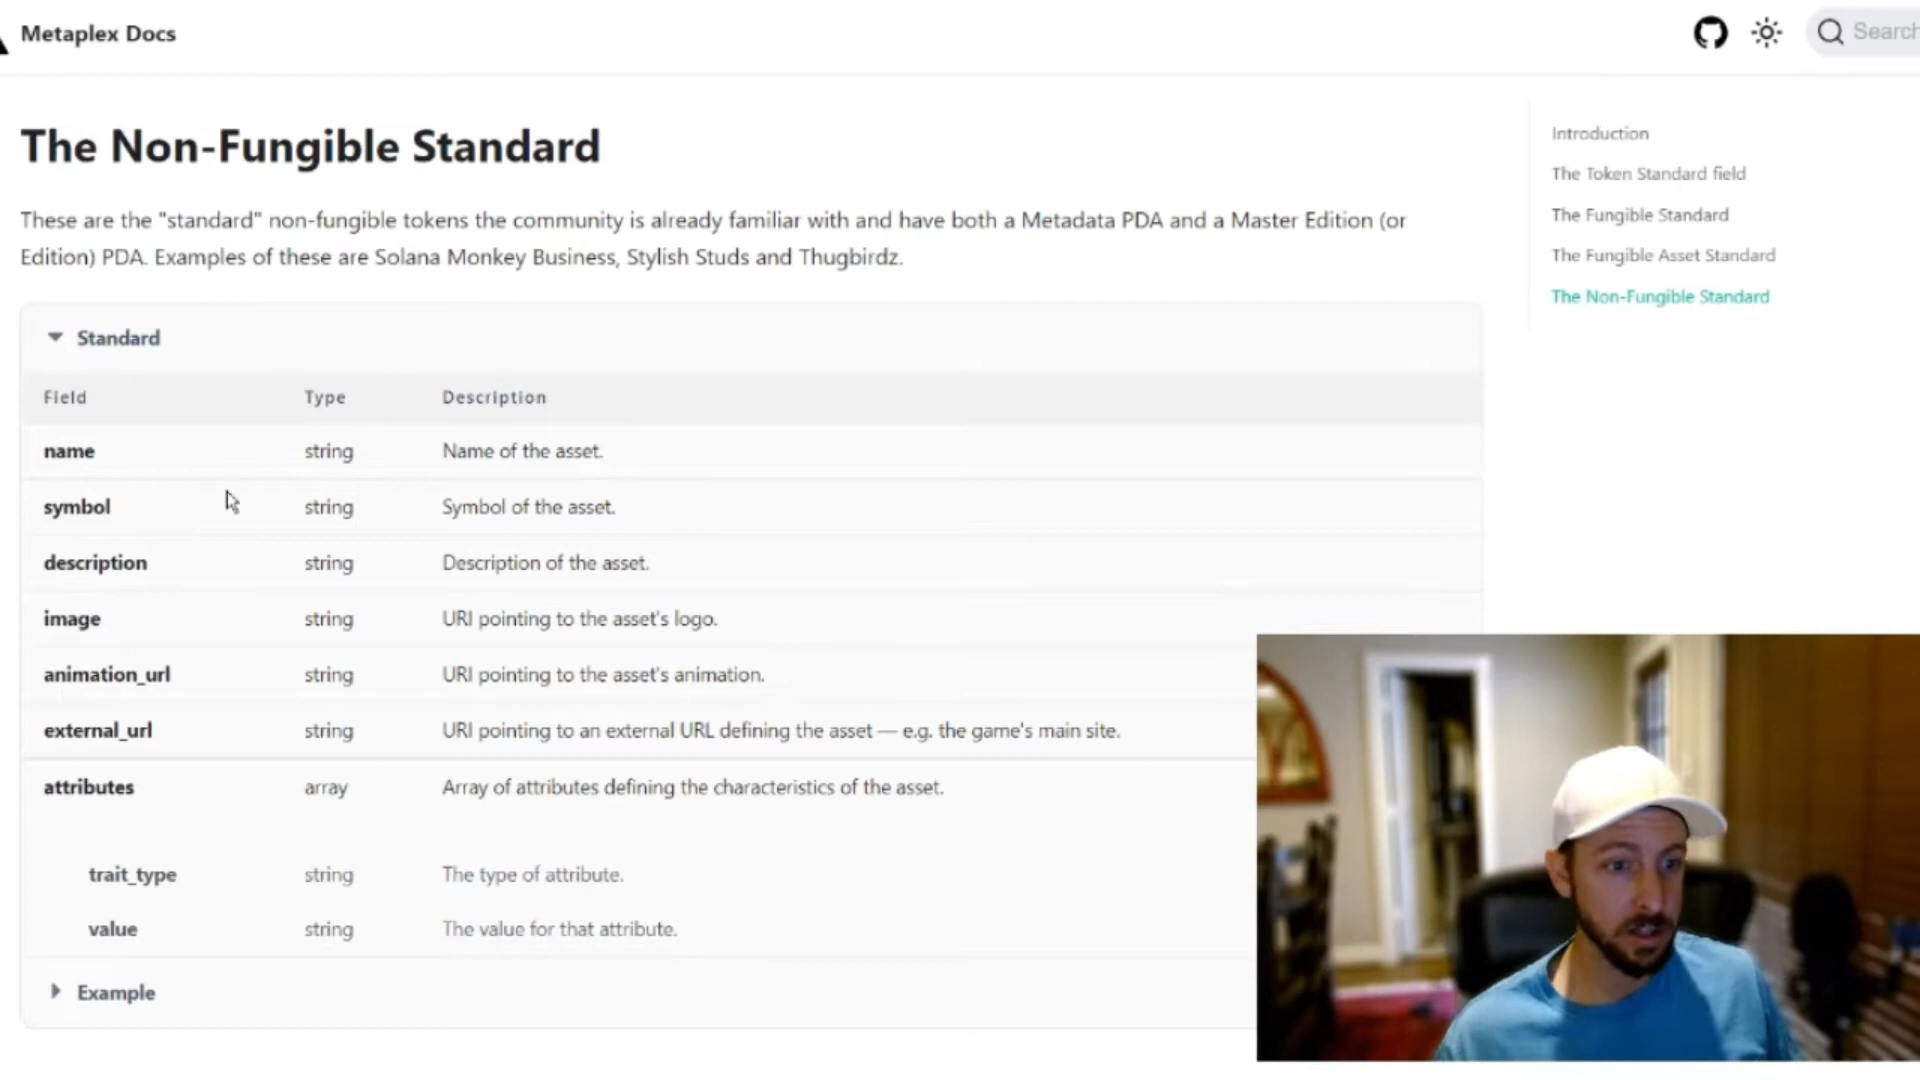 Metaplex Docs
Search
The Non-Fungible Standard
These are the "standard" non-fungible tokens the community is already familiar with and have both a Metadata PDA and a Master Edition (or
Edition) PDA. Examples of these are Solana Monkey Business, Stylish Studs and Thugbirdz.
Standard
Field Type Description
name string Name of the asset.
symbol string Symbol of the asset.
description string Description of the asset.
image string URI pointing to the asset's logo.
animation_url string URI pointing to the asset's animation.
external_url string URI pointing to an external URL defining the asset — e.g. the game's main site.
attributes array Array of attributes defining the characteristics of the asset.
trait_type string The type of attribute.
value string The value for that attribute.
Example
Introduction
The Token Standard field
The Fungible Standard
The Fungible Asset Standard
The Non-Fungible Standard